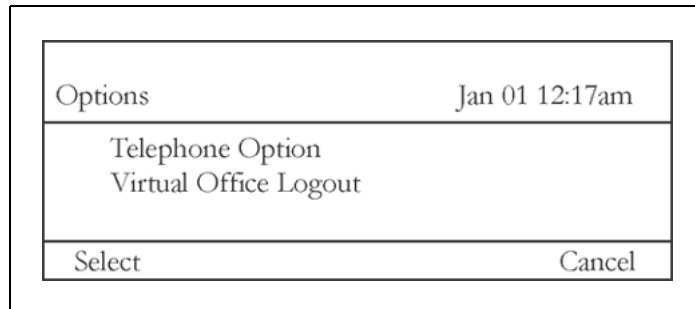 Options Jan 01 12:17am
Telephone Option
Virtual Office Logout
Select Cancel